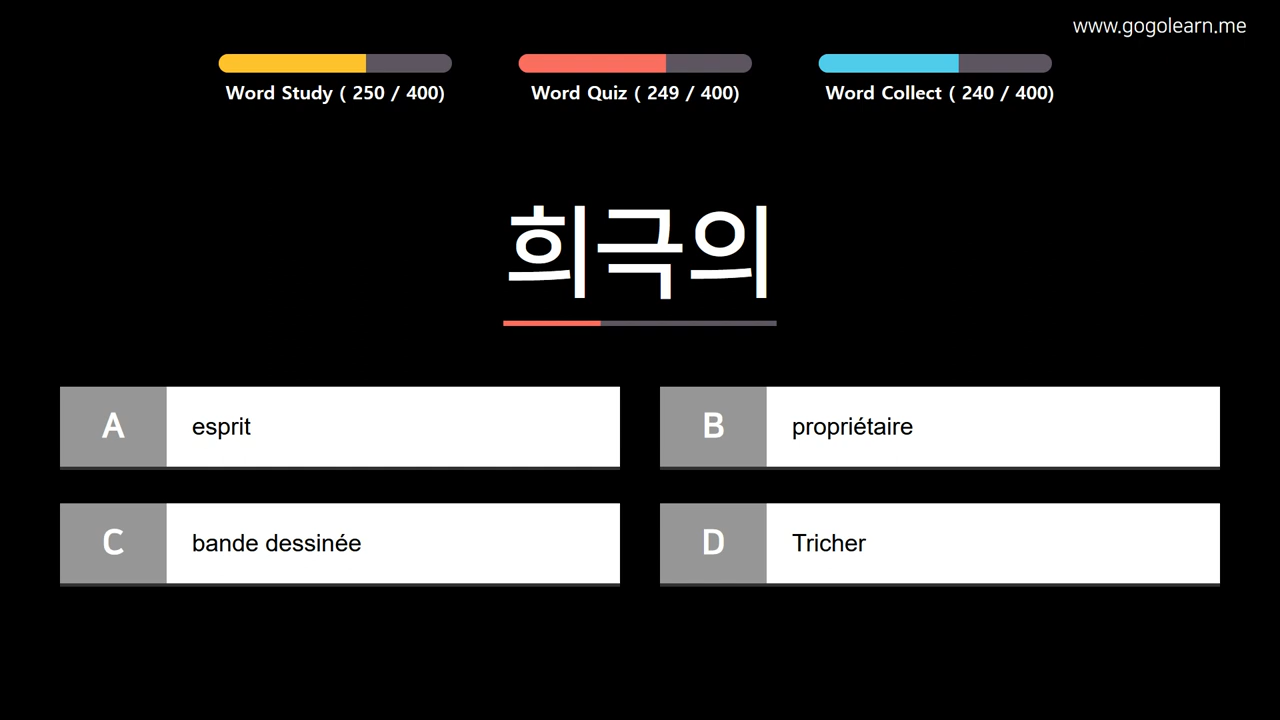 www.gogolearn.me
Word Study ( 250 / 400)
Word Quiz ( 249 / 400)
Word Collect ( 240 / 400)
희극의
A esprit
B propriétaire
C bande dessinée
D Tricher